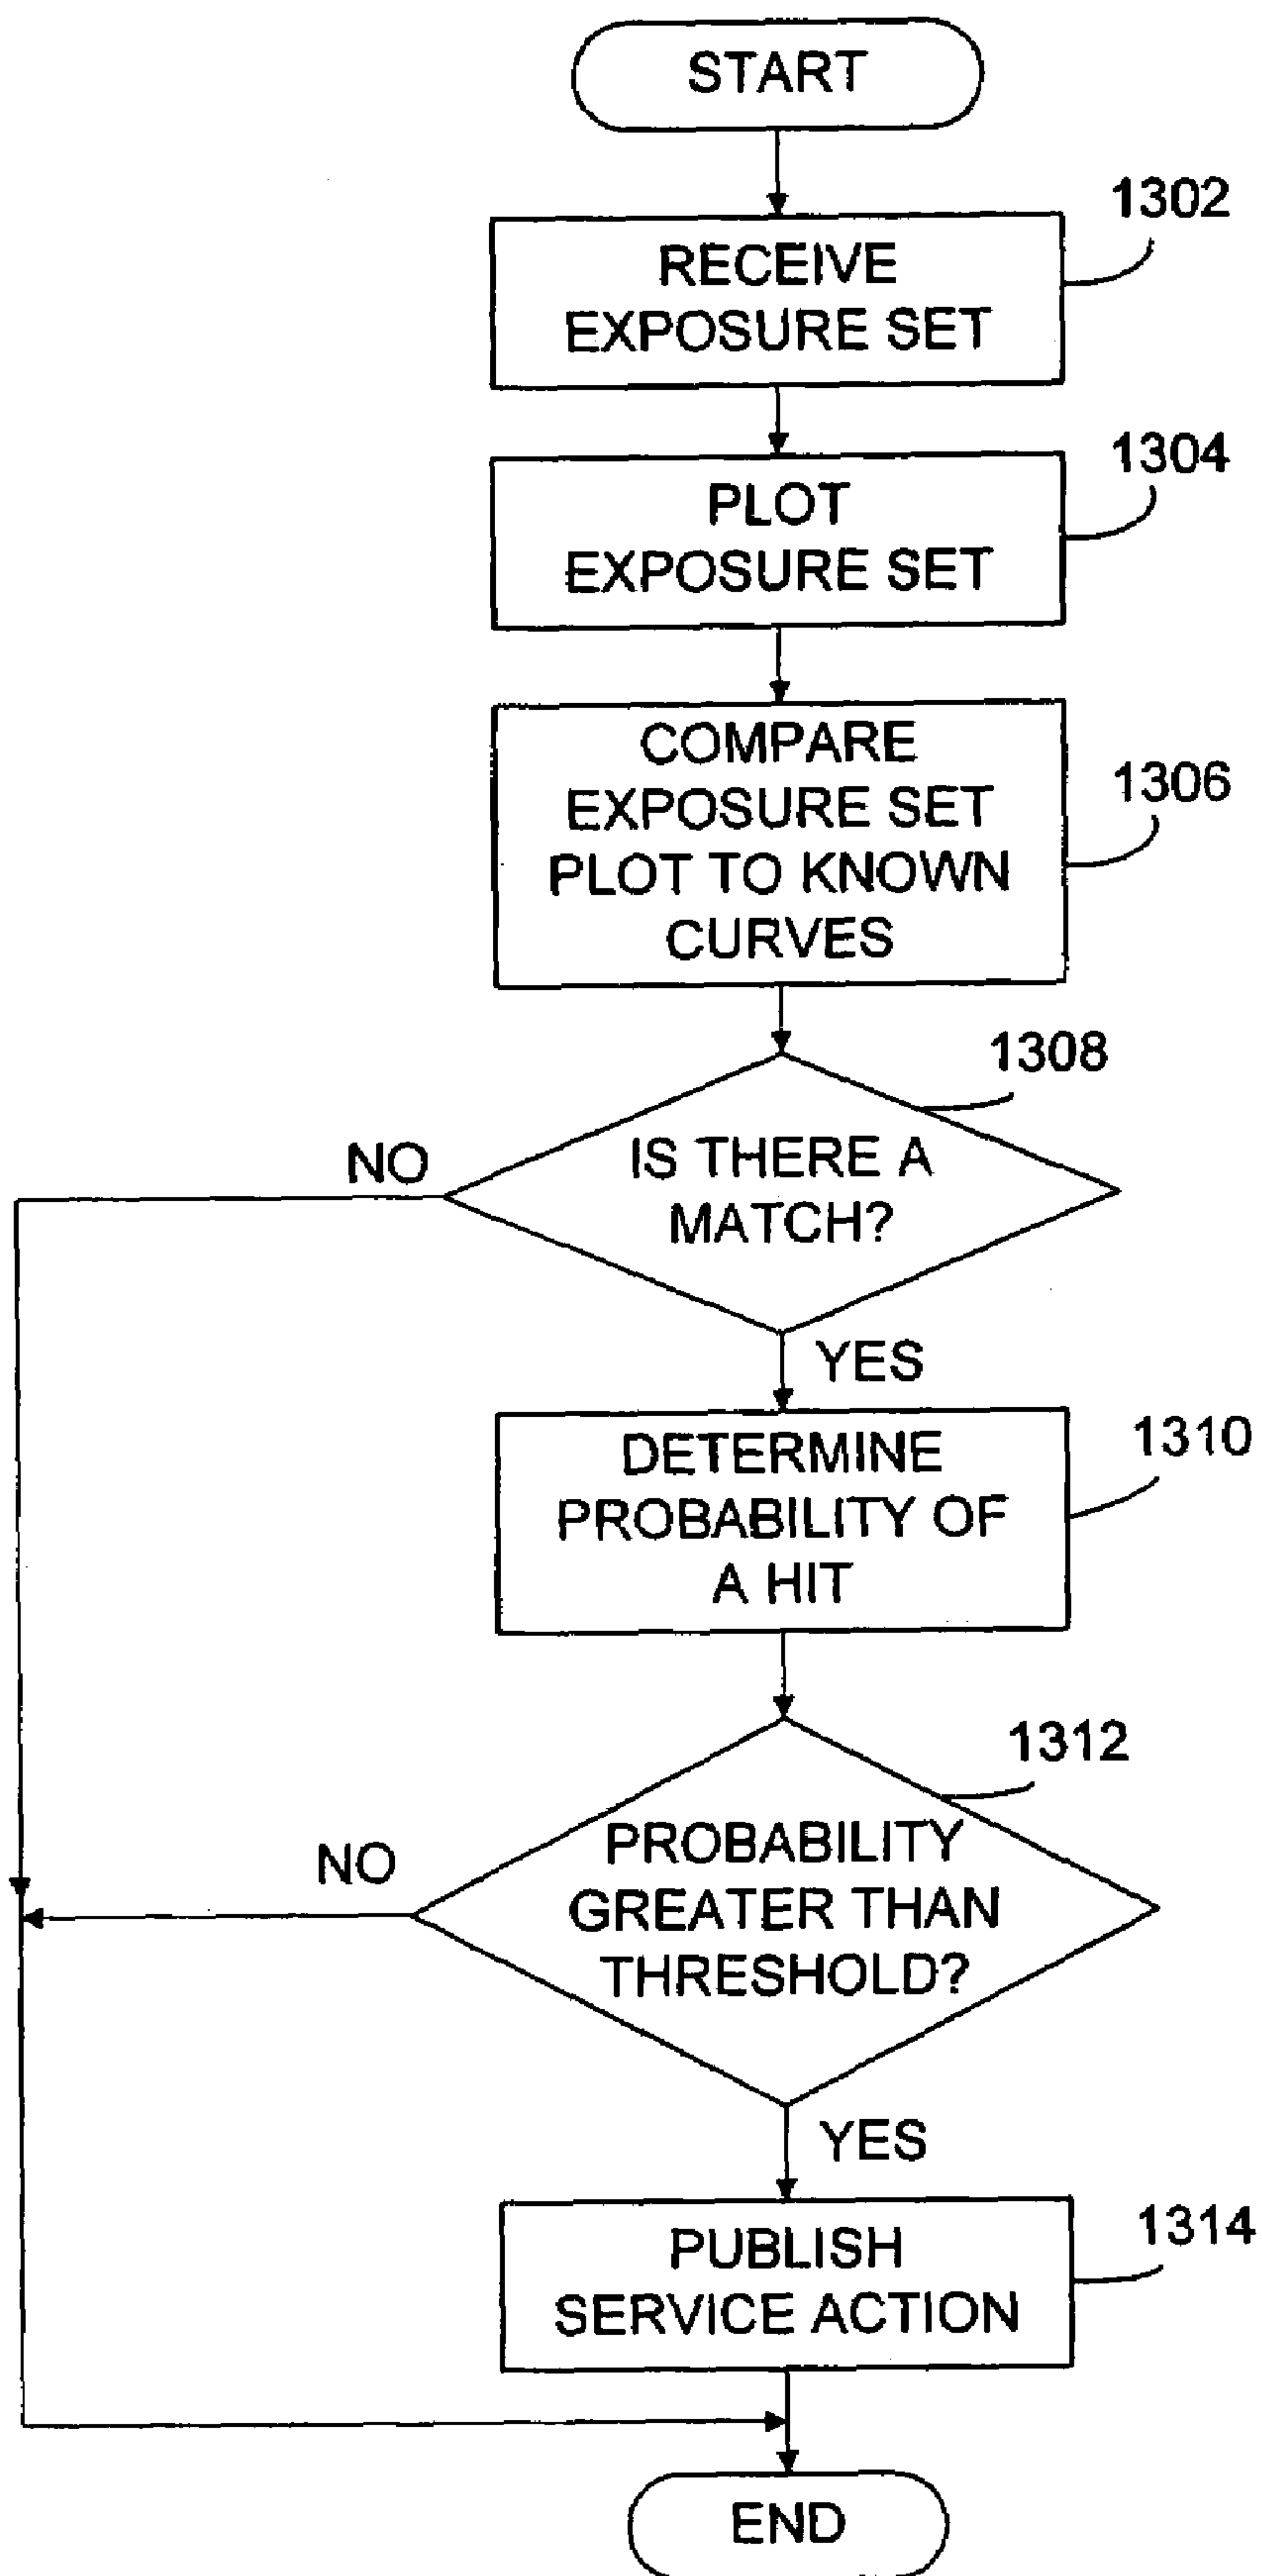 START
1302
RECEIVE
EXPOSURE SET
1304
PLOT
EXPOSURE SET
1306
COMPARE
EXPOSURE SET
PLOT TO KNOWN
CURVES
1308
IS THERE A
MATCH?
NO
YES
1310
DETERMINE
PROBABILITY OF
A HIT
1312
PROBABILITY
GREATER THAN
THRESHOLD?
NO
YES
1314
PUBLISH
SERVICE ACTION
END